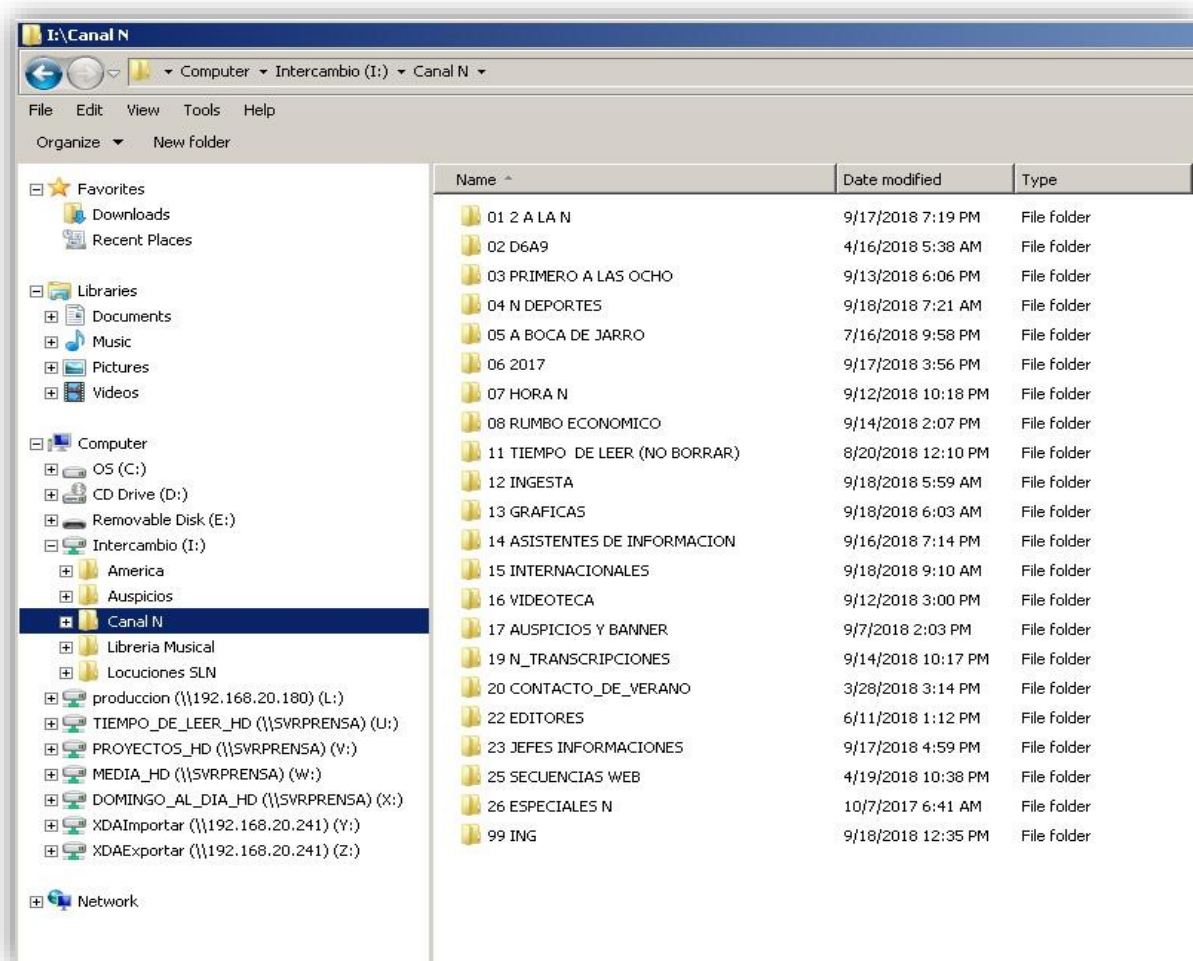 I:\Canal N
Computer Intercambio (I:) Canal N
File Edit View Tools Help
Organize New folder
Favorites
Downloads
Recent Places
Libraries
Documents
Music
Pictures
Videos
Computer
OS (C:)
CD Drive (D:)
Removable Disk (E:)
Intercambio (I:)
America
Auspicios
Canal N
Libreria Musical
Locuciones SLN
produccion (\\192.168.20.180) (L:)
TIEMPO_DE_LEER_HD (\\SVRPRENSA) (U:)
PROYECTOS_HD (\\SVRPRENSA) (V:)
MEDIA_HD (\\SVRPRENSA) (W:)
DOMINGO_AL_DIA_HD (\\SVRPRENSA) (X:)
XDAImportar (\\192.168.20.241) (Y:)
XDAExportar (\\192.168.20.241) (Z:)
Network
Name Date modified Type
01 2 A LA N 9/17/2018 7:19 PM File folder
02 D6A9 4/16/2018 5:38 AM File folder
03 PRIMERO A LAS OCHO 9/13/2018 6:06 PM File folder
04 N DEPORTES 9/18/2018 7:21 AM File folder
05 A BOCA DE JARRO 7/16/2018 9:58 PM File folder
06 2017 9/17/2018 3:56 PM File folder
07 HORA N 9/12/2018 10:18 PM File folder
08 RUMBO ECONOMICO 9/14/2018 2:07 PM File folder
11 TIEMPO  DE LEER (NO BORRAR) 8/20/2018 12:10 PM File folder
12 INGESTA 9/18/2018 5:59 AM File folder
13 GRAFICAS 9/18/2018 6:03 AM File folder
14 ASISTENTES DE INFORMACION 9/16/2018 7:14 PM File folder
15 INTERNACIONALES 9/18/2018 9:10 AM File folder
16 VIDEOTECA 9/12/2018 3:00 PM File folder
17 AUSPICIOS Y BANNER 9/7/2018 2:03 PM File folder
19 N_TRANSCRIPCIONES 9/14/2018 10:17 PM File folder
20 CONTACTO_DE_VERANO 3/28/2018 3:14 PM File folder
22 EDITORES 6/11/2018 1:12 PM File folder
23 JEFES INFORMACIONES 9/17/2018 4:59 PM File folder
25 SECUENCIAS WEB 4/19/2018 10:38 PM File folder
26 ESPECIALES N 10/7/2017 6:41 AM File folder
99 ING 9/18/2018 12:35 PM File folder